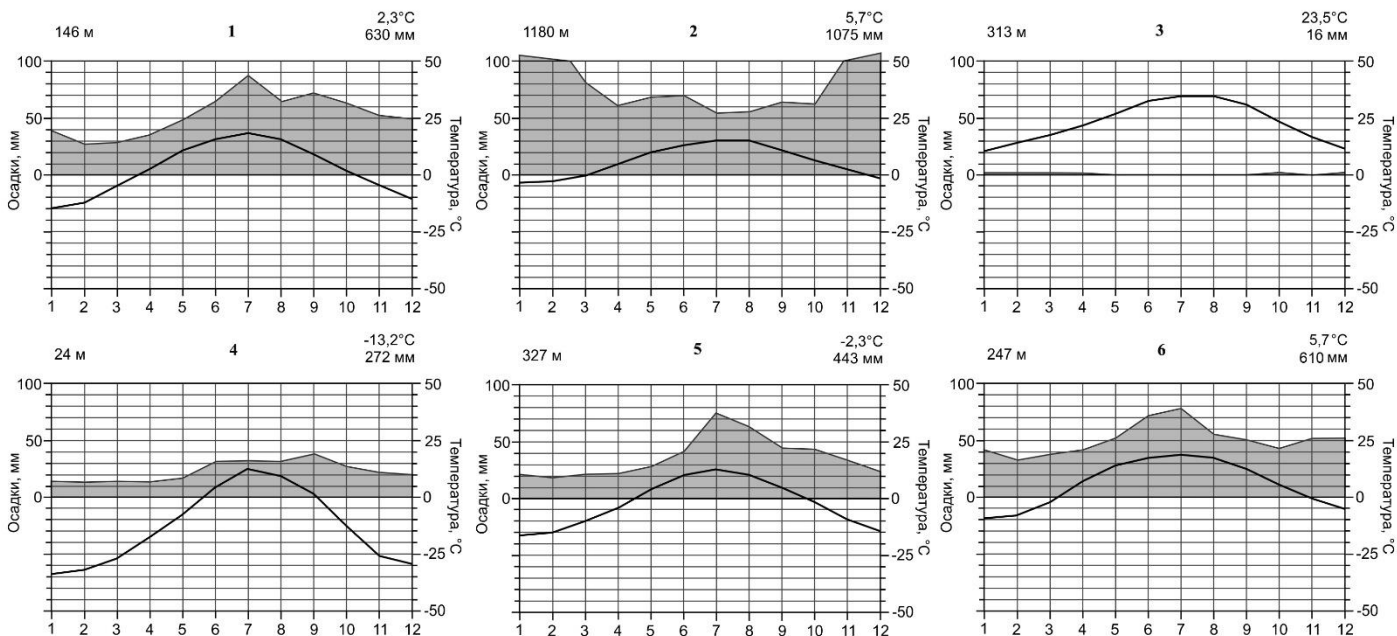 146 м 1 2,3°C
630 мм
Осадки, мм
100
50
0
50
25
0
-25
-50
Температура, °C
1 2 3 4 5 6 7 8 9 10 11 12
1180 м 2 5,7°C
1075 мм
Осадки, мм
100
50
0
50
25
0
-25
-50
Температура, °C
1 2 3 4 5 6 7 8 9 10 11 12
313 м 3 23,5°C
16 мм
Осадки, мм
100
50
0
50
25
0
-25
-50
Температура, °C
1 2 3 4 5 6 7 8 9 10 11 12
24 м 4 -13,2°C
272 мм
Осадки, мм
100
50
0
50
25
0
-25
-50
Температура, °C
1 2 3 4 5 6 7 8 9 10 11 12
327 м 5 -2,3°C
443 мм
Осадки, мм
100
50
0
50
25
0
-25
-50
Температура, °C
1 2 3 4 5 6 7 8 9 10 11 12
247 м 6 5,7°C
610 мм
Осадки, мм
100
50
0
50
25
0
-25
-50
Температура, °C
1 2 3 4 5 6 7 8 9 10 11 12